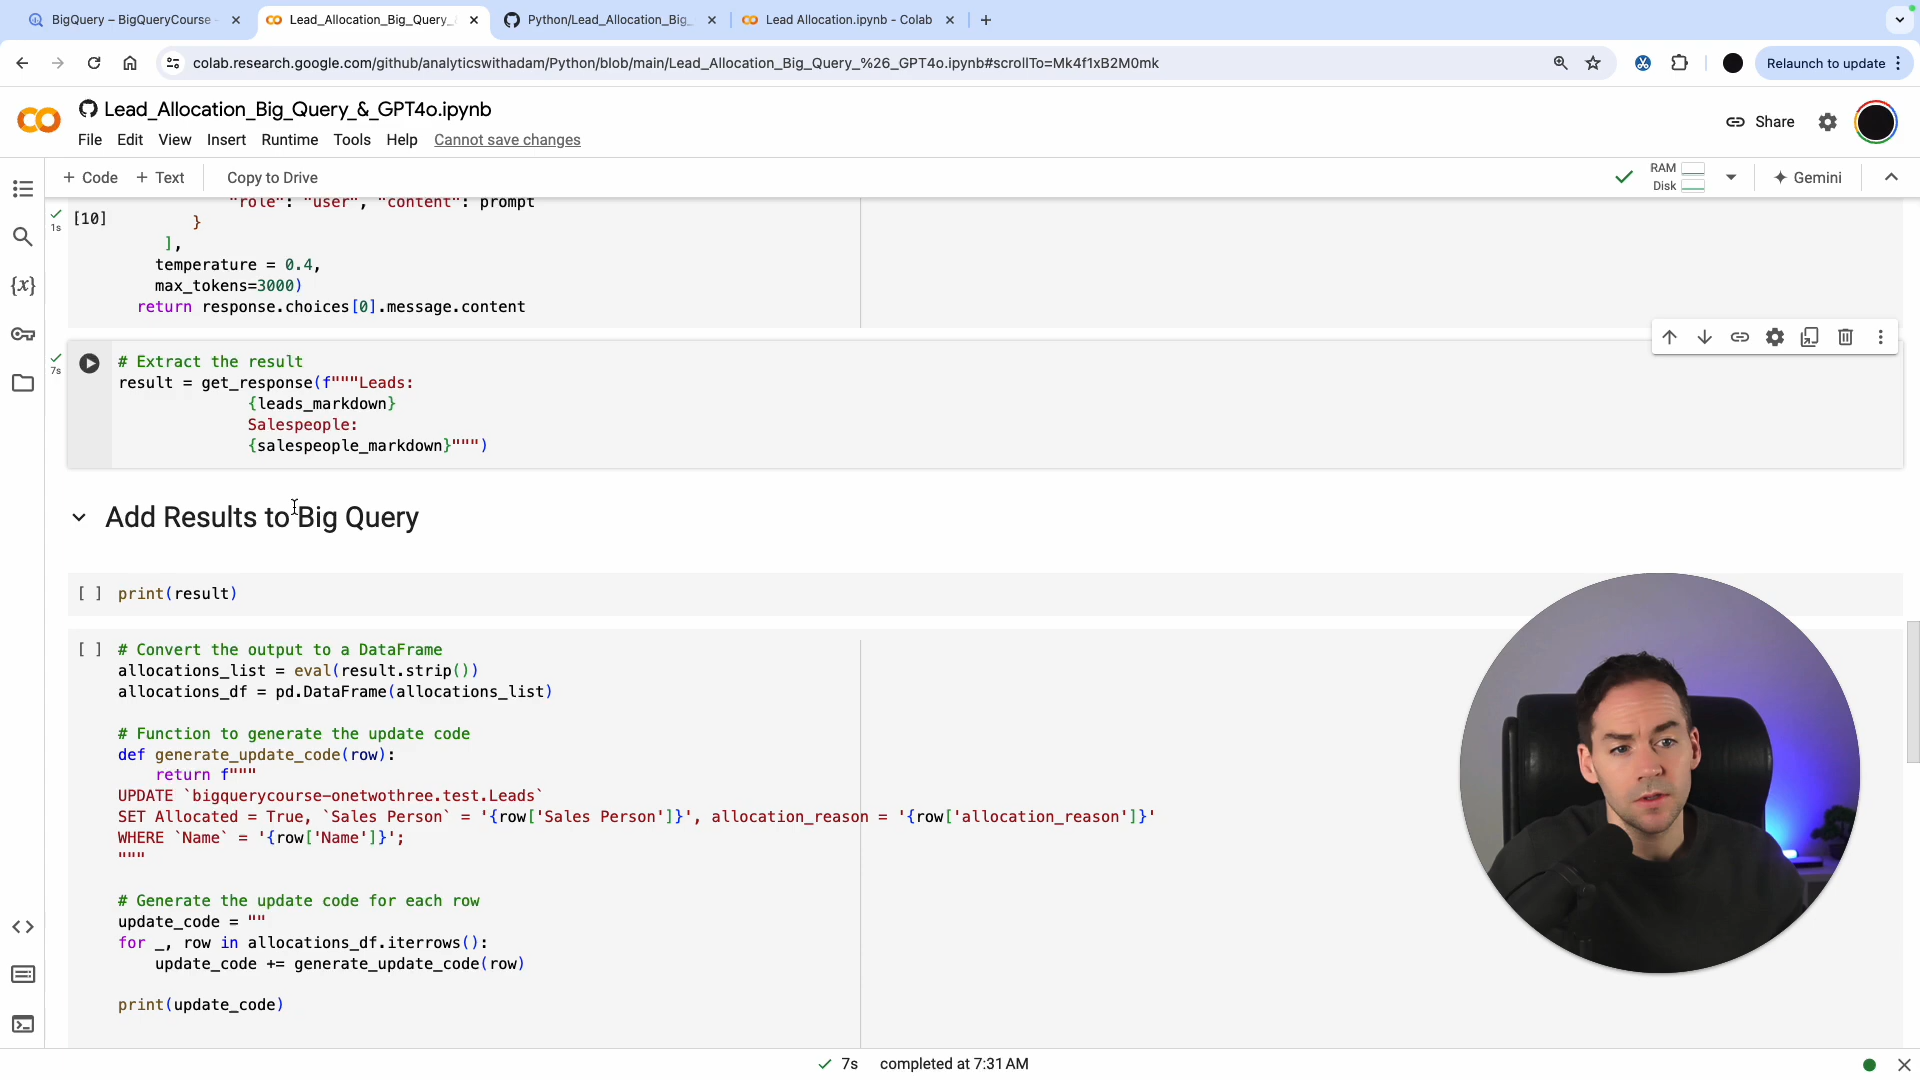 BigQuery – BigQueryCourse
Lead_Allocation_Big_Query_
Python/Lead_Allocation_Big_
Lead Allocation.ipynb - Colab
colab.research.google.com/github/analyticswithadam/Python/blob/main/Lead_Allocation_Big_Query_%26_GPT4o.ipynb#scrollTo=Mk4f1xB2M0mk
Relaunch to update
Lead_Allocation_Big_Query_&_GPT4o.ipynb
File Edit View Insert Runtime Tools Help Cannot save changes
Share
+ Code + Text Copy to Drive
RAM
Disk
Gemini
"role": "user", "content": prompt
1s [10] }
],
temperature = 0.4,
max_tokens=3000)
return response.choices[0].message.content
7s
# Extract the result
result = get_response(f"""Leads:
{leads_markdown}
Salespeople:
{salespeople_markdown}""")
Add Results to Big Query
[ ] print(result)
[ ] # Convert the output to a DataFrame
allocations_list = eval(result.strip())
allocations_df = pd.DataFrame(allocations_list)
# Function to generate the update code
def generate_update_code(row):
return f"""
UPDATE `bigquerycourse-onetwothree.test.Leads`
SET Allocated = True, `Sales Person` = '{row['Sales Person']}', allocation_reason = '{row['allocation_reason']}'
WHERE `Name` = '{row['Name']}';
"""
# Generate the update code for each row
update_code = ""
for _, row in allocations_df.iterrows():
update_code += generate_update_code(row)
print(update_code)
7s completed at 7:31 AM